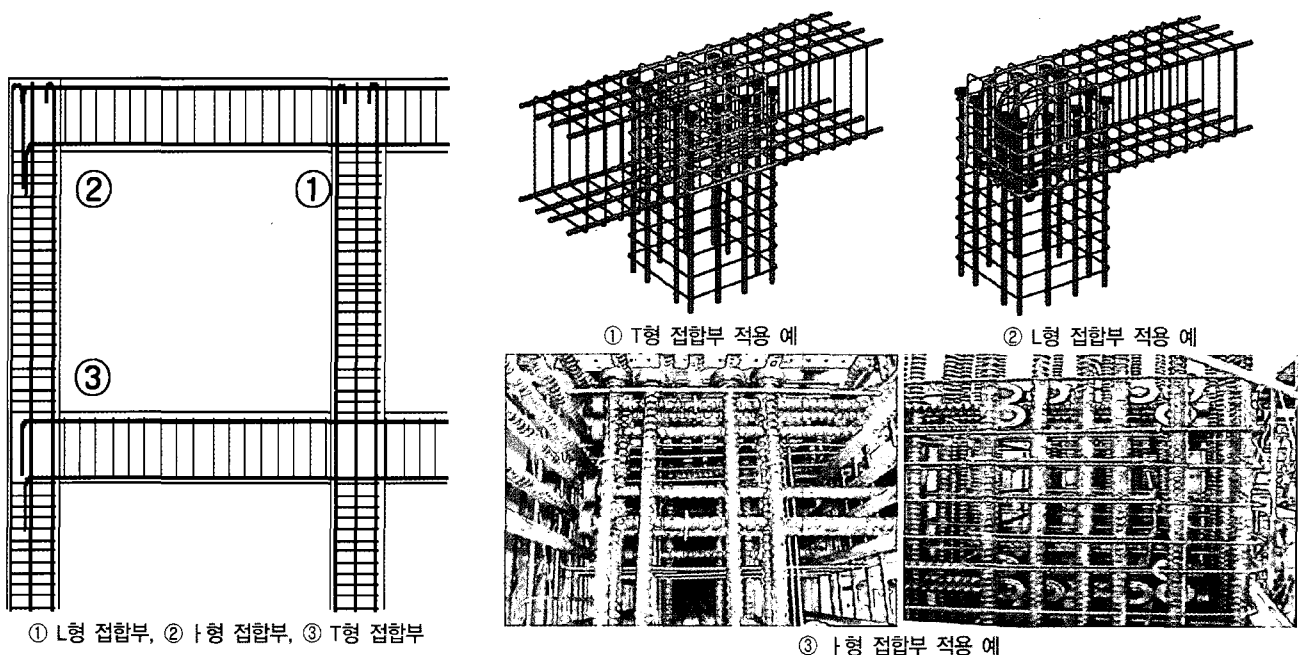 ②
①
③
① L형 접합부, ② ㅏ형 접합부, ③ T형 접합부
① T형 접합부 적용 예
② L형 접합부 적용 예
③ ㅏ형 접합부 적용 예